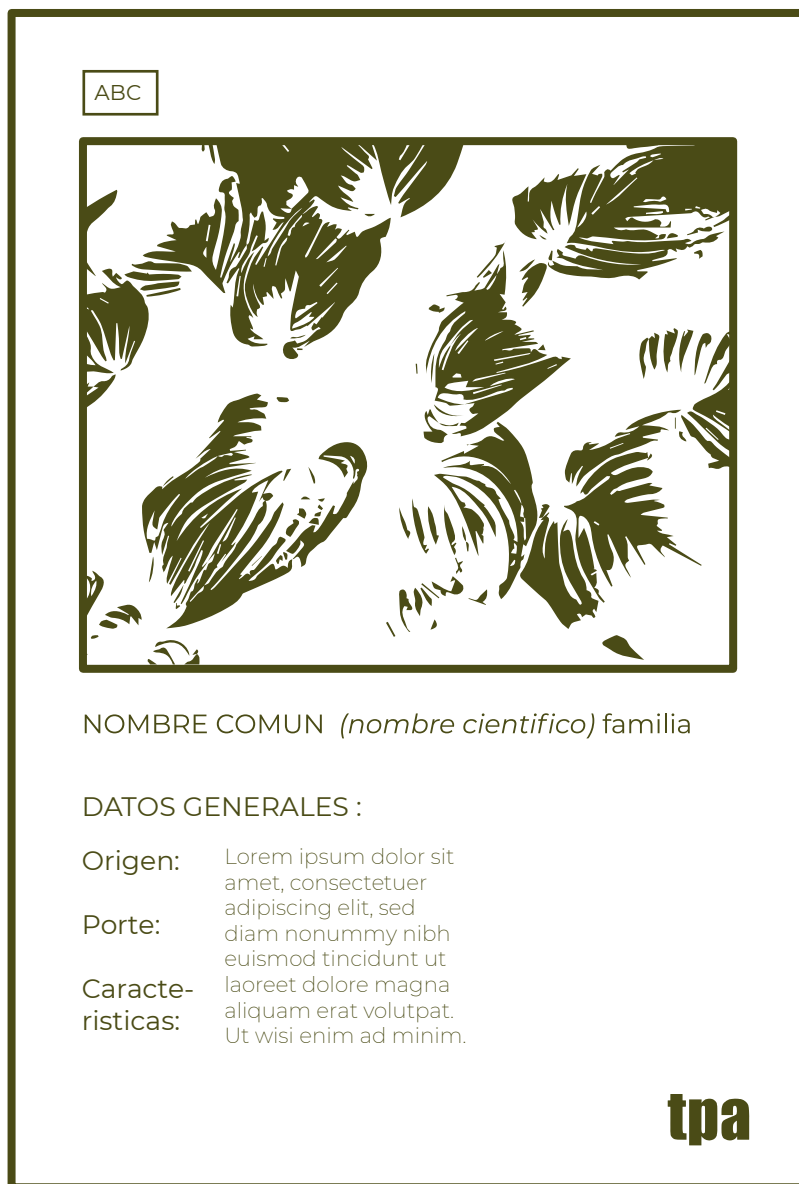 ABC
NOMBRE COMUN (nombre cientifico) familia
DATOS GENERALES :
Origen:
Porte:
Caracte-
risticas:
Lorem ipsum dolor sit
amet, consectetuer
adipiscing elit, sed
diam nonummy nibh
euismod tincidunt ut
laoreet dolore magna
aliquam erat volutpat.
Ut wisi enim ad minim.
tpa